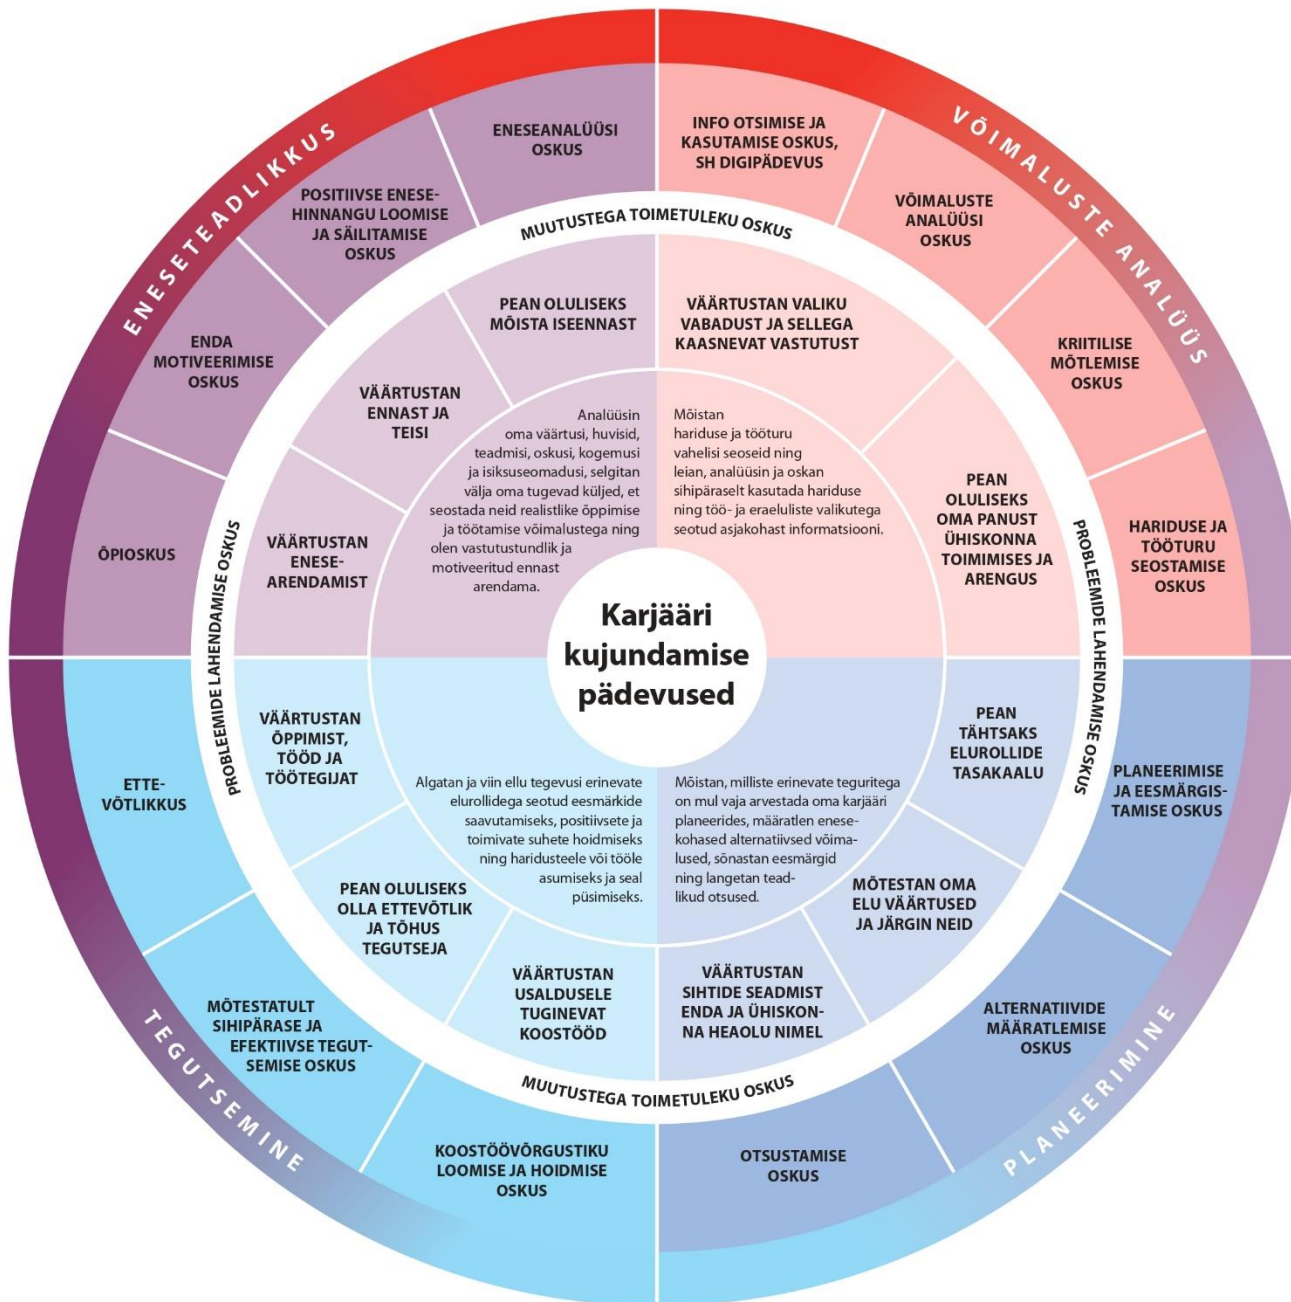 ENESETEADLIKKUS
ENESEANALÜÜSI
OSKUS
POSITIIVSE ENESE-
HINNANGU LOOMISE
JA SÄILITAMISE
OSKUS
ENDA
MOTIVEERIMISE
OSKUS
ÕPIOSKUS
VÕIMALUSTE ANALÜÜS
INFO OTSIMISE JA
KASUTAMISE OSKUS,
SH DIGIPÄDEVUS
VÕIMALUSTE
ANALÜÜSI
OSKUS
KRIITILISE
MÕTLEMISE
OSKUS
HARIDUSE JA
TÖÖTURU
SEOSTAMISE
OSKUS
MUUTUSTEGA TOIMETULEKU OSKUS
PROBLEEMIDE LAHENDAMISE OSKUS
PROBLEEMIDE LAHENDAMISE OSKUS
PEAN OLULISEKS
MÕISTA ISEENNAST
VÄÄRTUSTAN
ENNAST JA
TEISI
VÄÄRTUSTAN
ENESE-
ARENDAMIST
VÄÄRTUSTAN VALIKU
VABADUST JA SELLEGA
KAASNEVAT VASTUTUST
PEAN
OLULISEKS
OMA PANUST
ÜHISKONNA
TOIMIMISES JA
ARENGUS
Analüüsin
oma väärtusi, huvisid,
teadmisi, oskusi, kogemusi
ja isiksuseomadusi, selgitan
välja oma tugevad küljed, et
seostada neid realistlike õppimise
ja töötamise võimalustega ning
olen vastutustundlik ja
motiveeritud ennast
arendama.
Mõistan
hariduse ja tööturu
vahelisi seoseid ning
leian, analüüsin ja oskan
sihipäraselt kasutada hariduse
ning töö- ja eraeluliste valikutega
seotud asjakohast informatsiooni.
Karjääri
kujundamise
pädevused
Algatan ja viin ellu tegevusi erinevate
elurollidega seotud eesmärkide
saavutamiseks, positiivsete ja
toimivate suhete hoidmiseks
ning haridusteele või tööle
asumiseks ja seal
püsimiseks.
Mõistan, milliste erinevate teguritega
on mul vaja arvestada oma karjääri
planeerides, määratlen enese-
kohased alternatiivsed võima-
lused, sõnastan eesmärgid
ning langetan tead-
likud otsused.
VÄÄRTUSTAN
ÕPPIMIST,
TÖÖD JA
TÖÖTEGIJAT
PEAN OLULISEKS
OLLA ETTEVÕTLIK
JA TÕHUS
TEGUTSEJA
VÄÄRTUSTAN
USALDUSELE
TUGINEVAT
KOOSTÖÖD
PEAN
TÄHTSAKS
ELUROLLIDE
TASAKAALU
MÕTESTAN OMA
ELU VÄÄRTUSED
JA JÄRGIN NEID
VÄÄRTUSTAN
SIHTIDE SEADMIST
ENDA JA ÜHISKON-
NA HEAOLU NIMEL
MUUTUSTEGA TOIMETULEKU OSKUS
ETTE-
VÕTLIKKUS
MÕTESTATULT
SIHIPÄRASE JA
EFEKTIIVSE TEGUT-
SEMISE OSKUS
KOOSTÖÖVÕRGUSTIKU
LOOMISE JA HOIDMISE
OSKUS
TEGUTSEMINE
PLANEERIMISE
JA EESMÄRGIS-
TAMISE OSKUS
ALTERNATIIVIDE
MÄÄRATLEMISE
OSKUS
OTSUSTAMISE
OSKUS
PLANEERIMINE